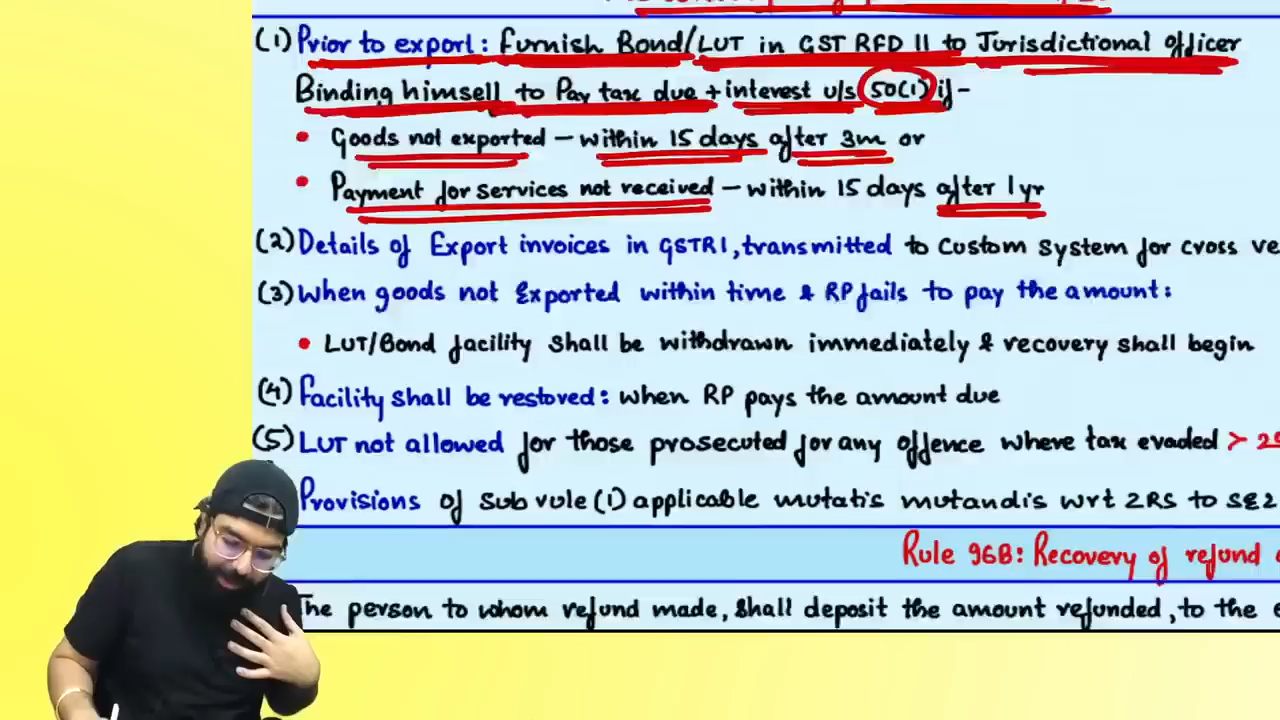 (1) Prior to export: Furnish Bond/LUT in GST RFD 11 to Jurisdictional officer
Binding himself to Pay tax due + interest u/s 50(1) if -
• Goods not exported - within 15 days after 3m or
• Payment for services not received - within 15 days after 1 yr
(2) Details of Export invoices in GSTR1, transmitted to Custom System for cross ve
(3) When goods not Exported within time & RP fails to pay the amount:
• LUT/Bond facility shall be withdrawn immediately & recovery shall begin
(4) Facility shall be restored: when RP pays the amount due
(5) LUT not allowed for those prosecuted for any offence where tax evaded >
Provisions of Sub rule (1) applicable mutatis mutandis wrt ZRS to SEZ
Rule 96B: Recovery of refund
The person to whom refund made, shall deposit the amount refunded, to the